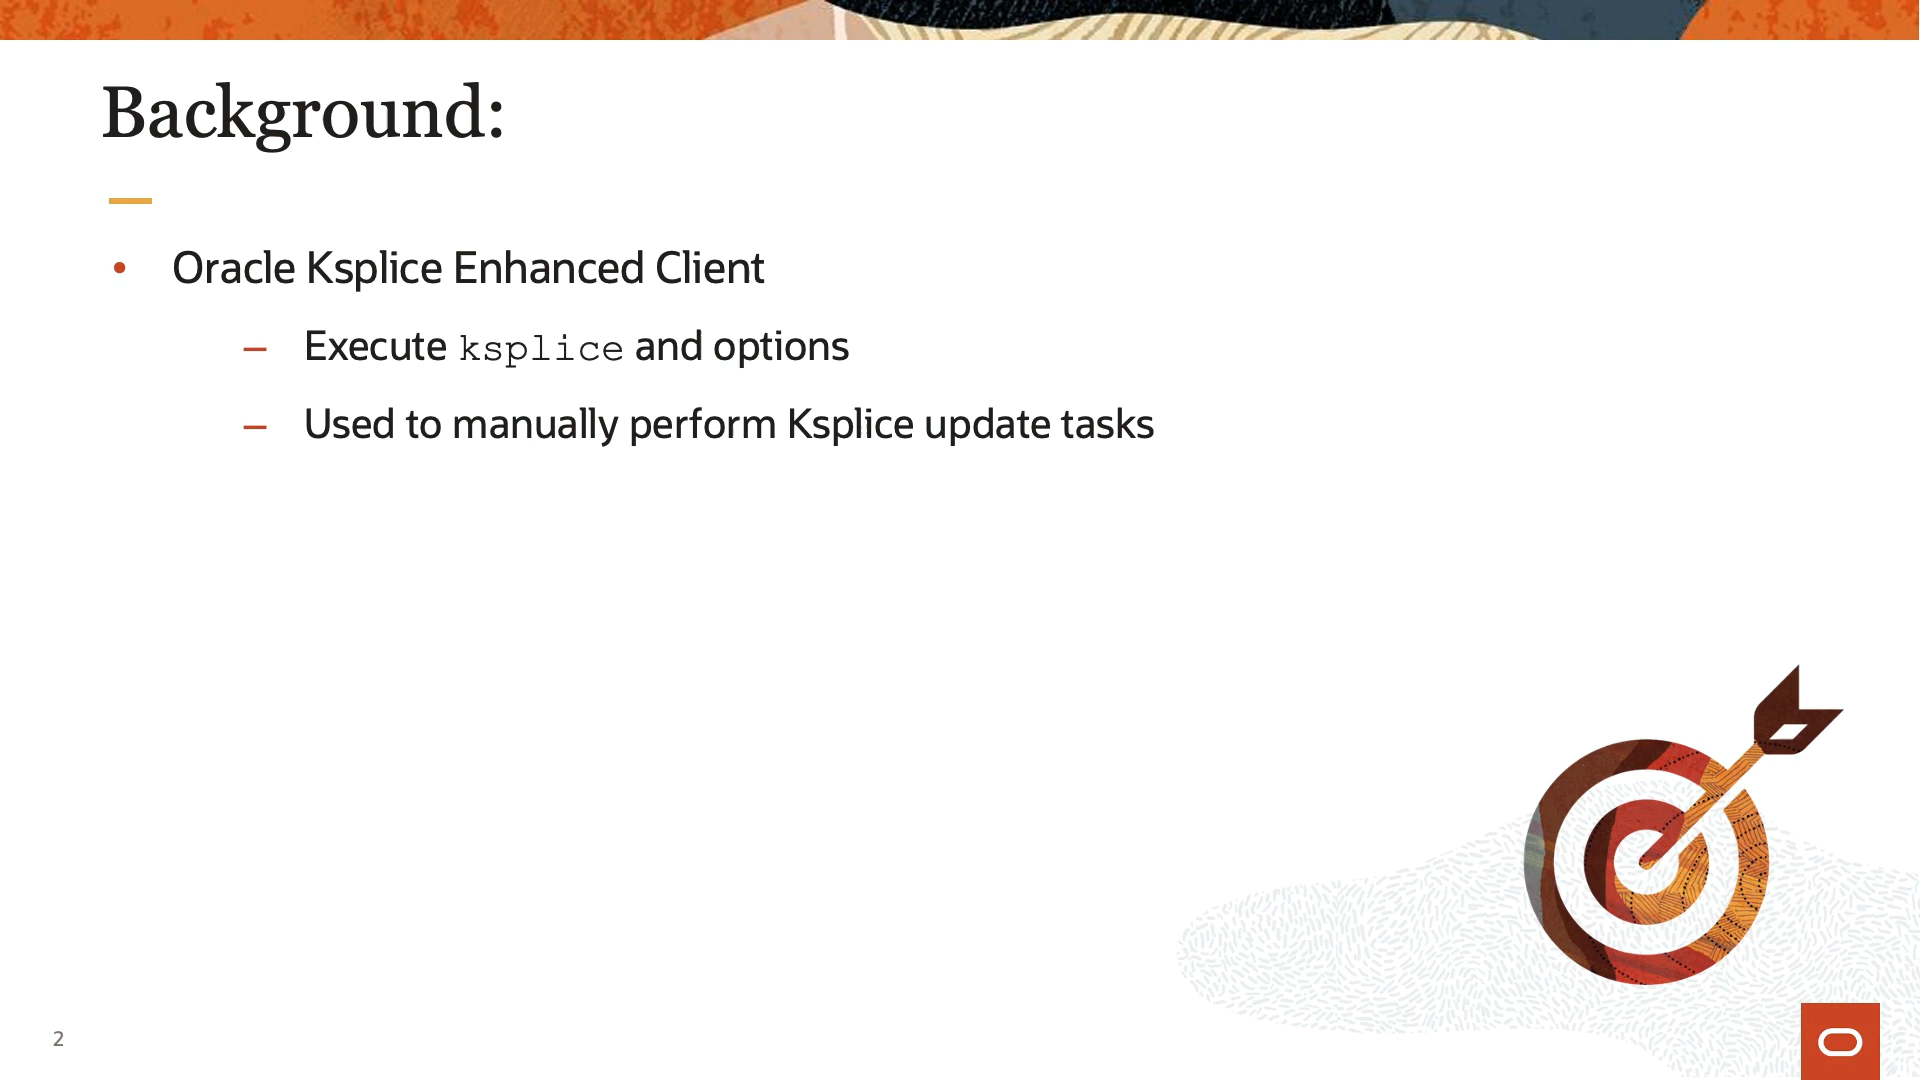 Background:
• Oracle Ksplice Enhanced Client
– Execute ksplice and options
– Used to manually perform Ksplice update tasks
2